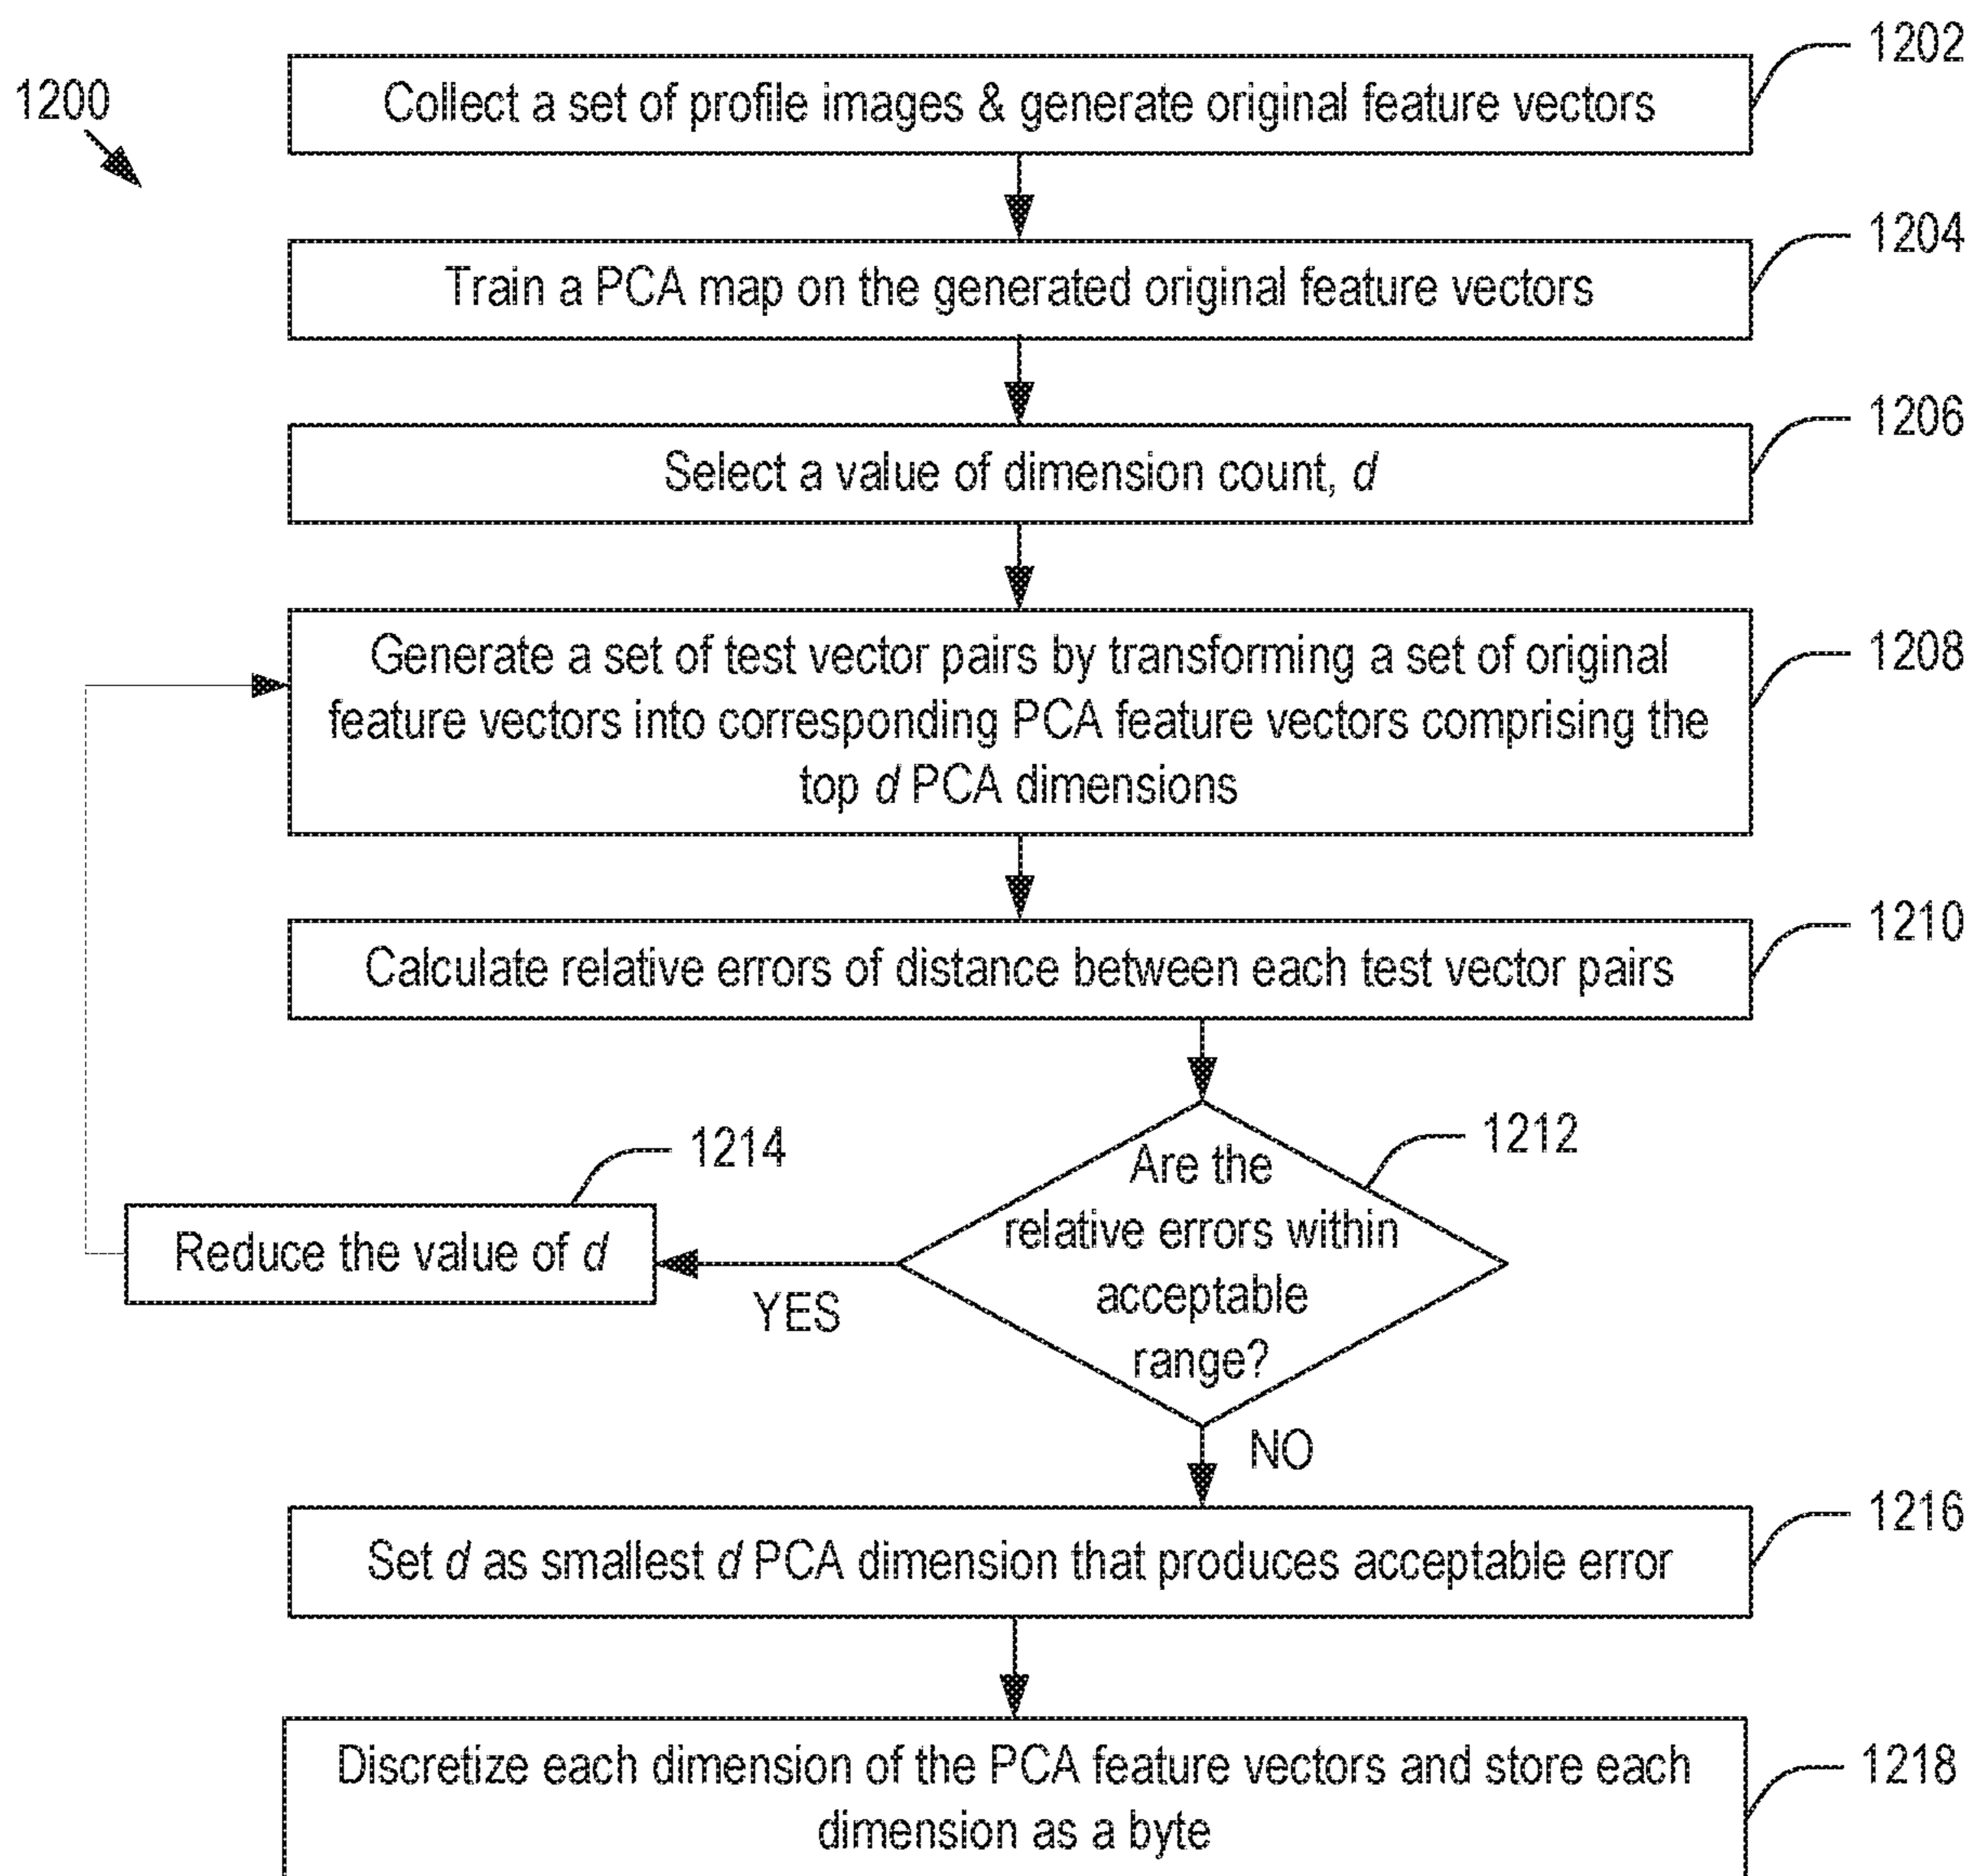 1202
Collect a set of profile images & generate original feature vectors
1200
1204
Train a PCA map on the generated original feature vectors
1206
Select a value of dimension count, d
Generate a set of test vector pairs by transforming a set of original
1208
feature vectors into corresponding PCA feature vectors comprising the
top d PCA dimensions
1210
Calculate relative errors of distance between each test vector pairs
1212
1214
Are the
relative errors within
acceptable
range?
Reduce the value of d
YES
NO
1216
Set d as smallest d PCA dimension that produces acceptable error
Discretize each dimension of the PCA feature vectors and store each
1218
dimension as a byte